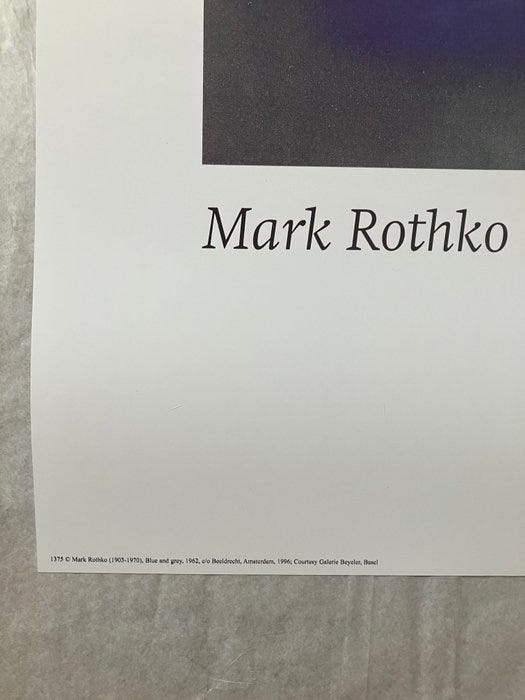 Mark Rothko
1375 © Mark Rothko (1903-1970), Blue and grey, 1962, c/o Beeldrecht, Amsterdam, 1996; Courtesy Galerie Beyeler, Basel